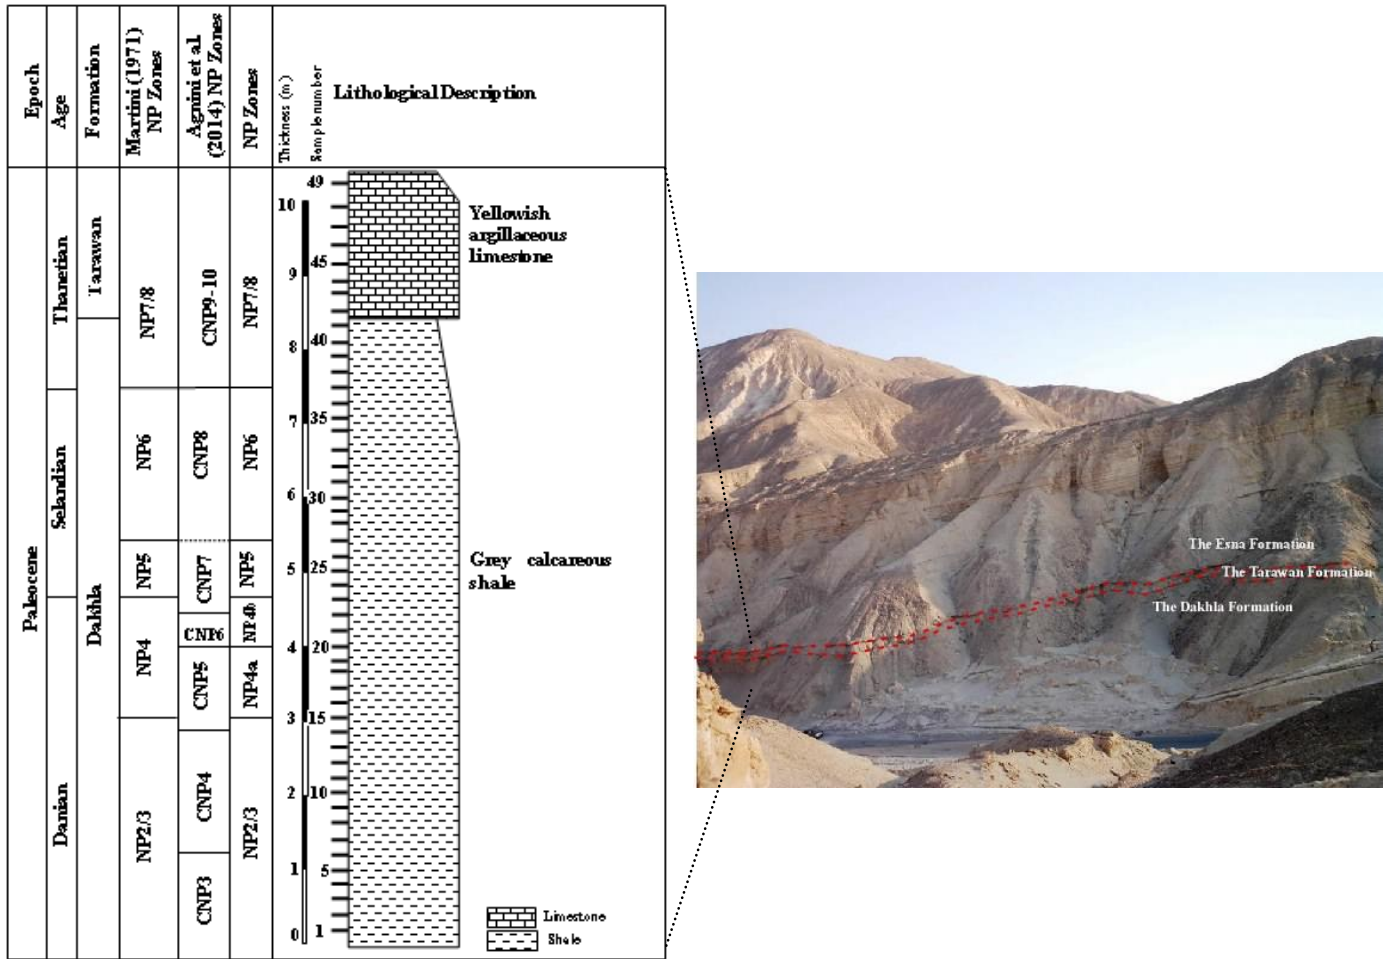 Epoch
Age
Formation
Martini (1971)
NP Zones
Agnini et al.
(2014) NP Zones
NP Zones
Thickness (m)
Sample number
Lithological Description
Paleocene
Thanetian
Selandian
Danian
Tarawan
Dakhla
NP7/8
NP6
NP5
NP4
NP2/3
CNP9-10
CNP8
CNP7
CNP6
CNP5
CNP4
CNP3
NP7/8
NP6
NP5
NP4b
NP4a
NP2/3
10
9
8
7
6
5
4
3
2
1
0
49
45
40
35
30
25
20
15
10
5
1
Yellowish
argillaceous
limestone
Grey calcareous
shale
Limestone
Shale
The Esna Formation
The Tarawan Formation
The Dakhla Formation